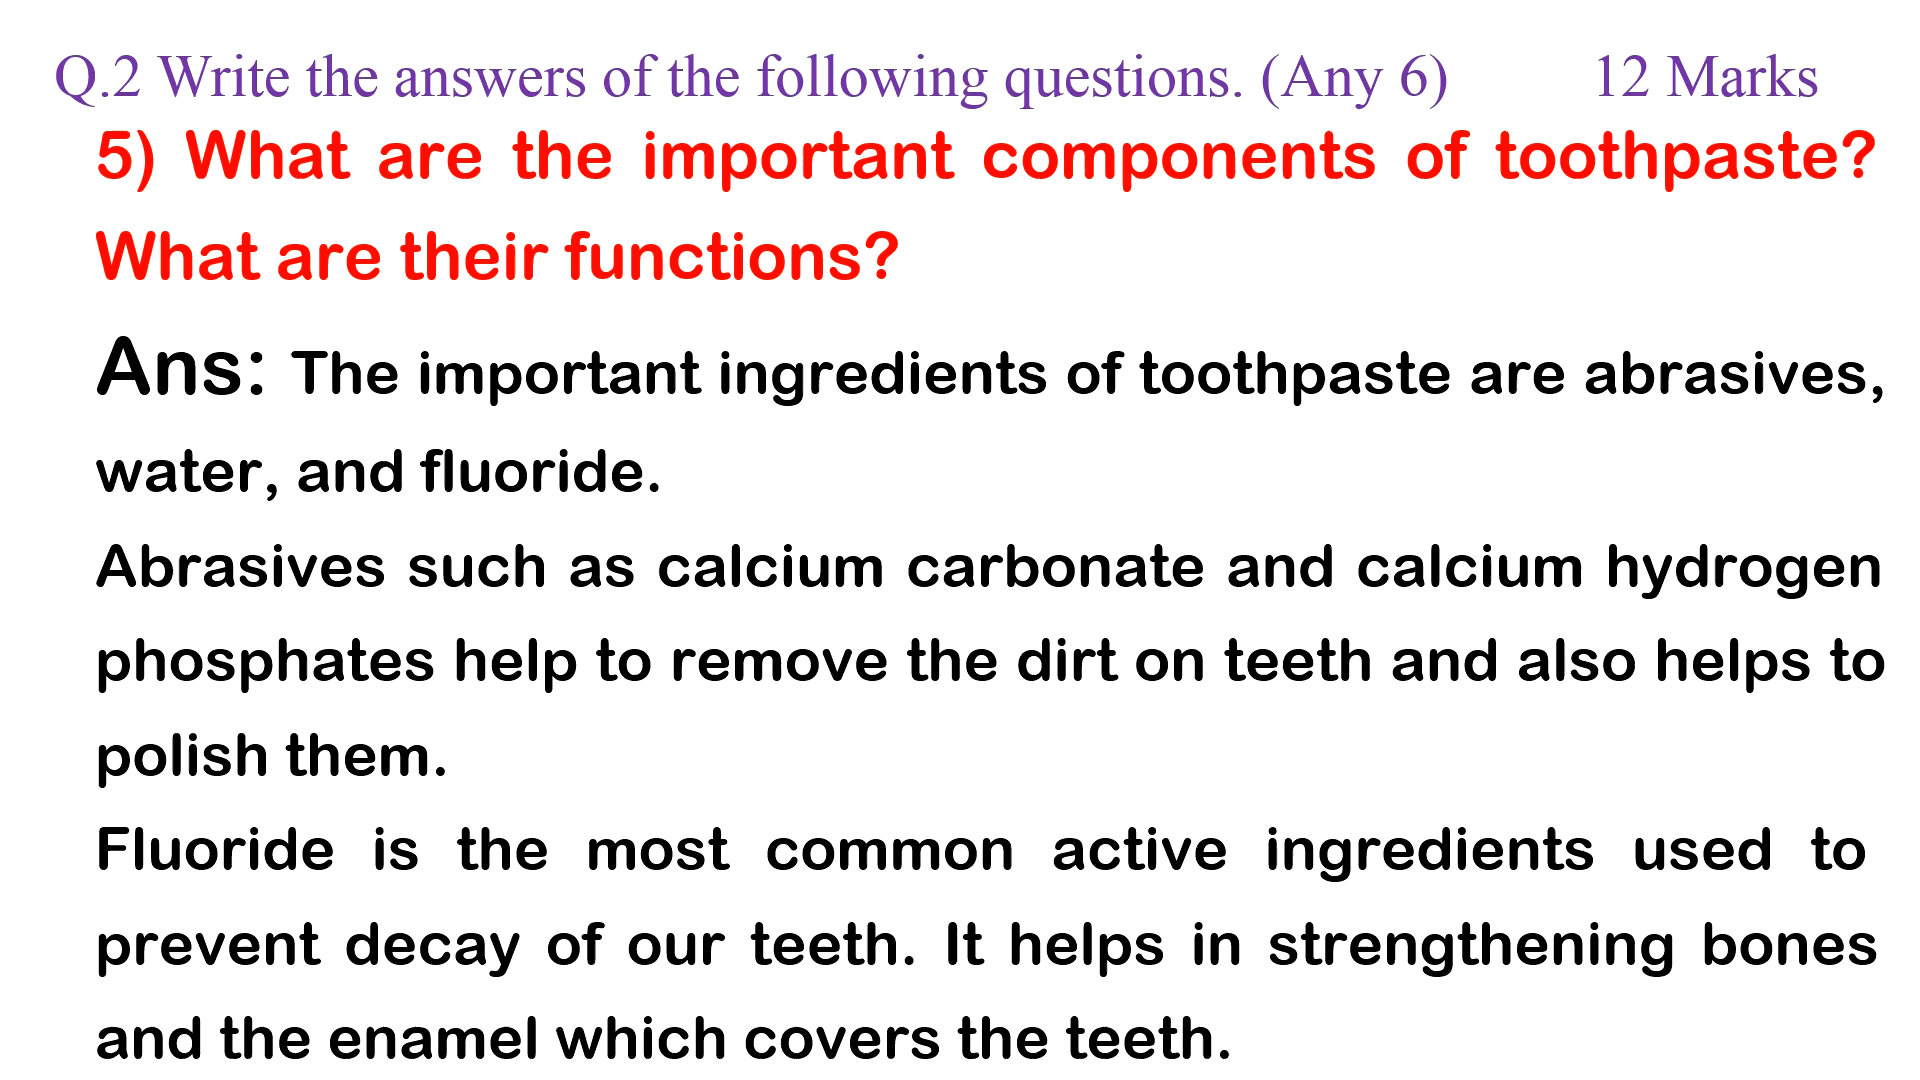 Q.2 Write the answers of the following questions. (Any 6) 12 Marks
5) What are the important components of toothpaste?
What are their functions?
Ans: The important ingredients of toothpaste are abrasives,
water, and fluoride.
Abrasives such as calcium carbonate and calcium hydrogen
phosphates help to remove the dirt on teeth and also helps to
polish them.
Fluoride is the most common active ingredients used to
prevent decay of our teeth. It helps in strengthening bones
and the enamel which covers the teeth.